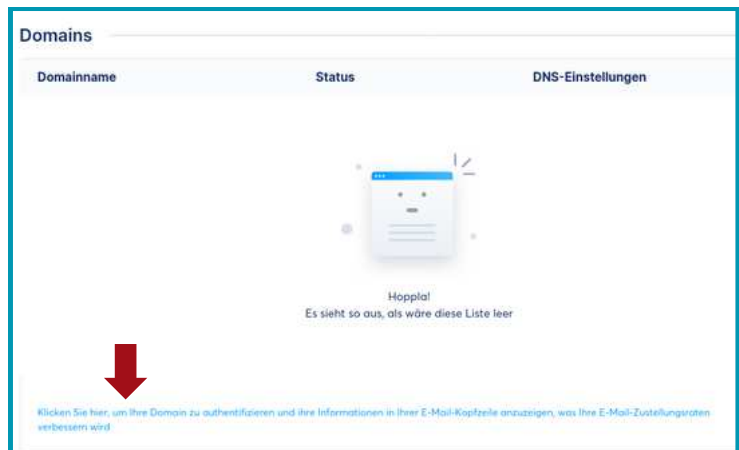 Domains
Domainname Status DNS-Einstellungen
Hoppla!
Es sieht so aus, als wäre diese Liste leer
Klicken Sie hier, um Ihre Domain zu authentifizieren und ihre Informationen in Ihrer E-Mail-Kopfzeile anzuzeigen, was Ihre E-Mail-Zustellungsraten
verbessern wird